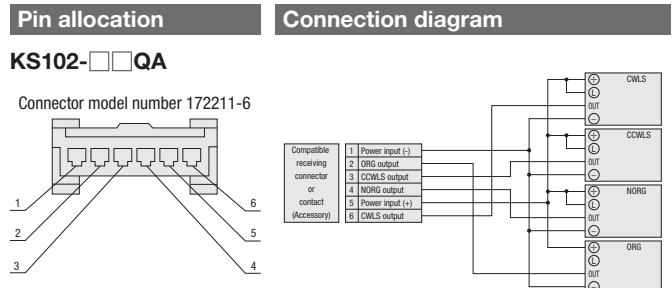 Pin allocation
Connection diagram
KS102-□□QA
Connector model number 172211-6
1
2
3
6
5
4
Compatible
receiving
connector
or
contact
(Accessory)
1 Power input (-)
2 ORG output
3 CCWLS output
4 NORG output
5 Power input (+)
6 CWLS output
⊕ CWLS
Ⓛ
OUT
⊖
⊕ CCWLS
Ⓛ
OUT
⊖
⊕ NORG
Ⓛ
OUT
⊖
⊕ ORG
Ⓛ
OUT
⊖